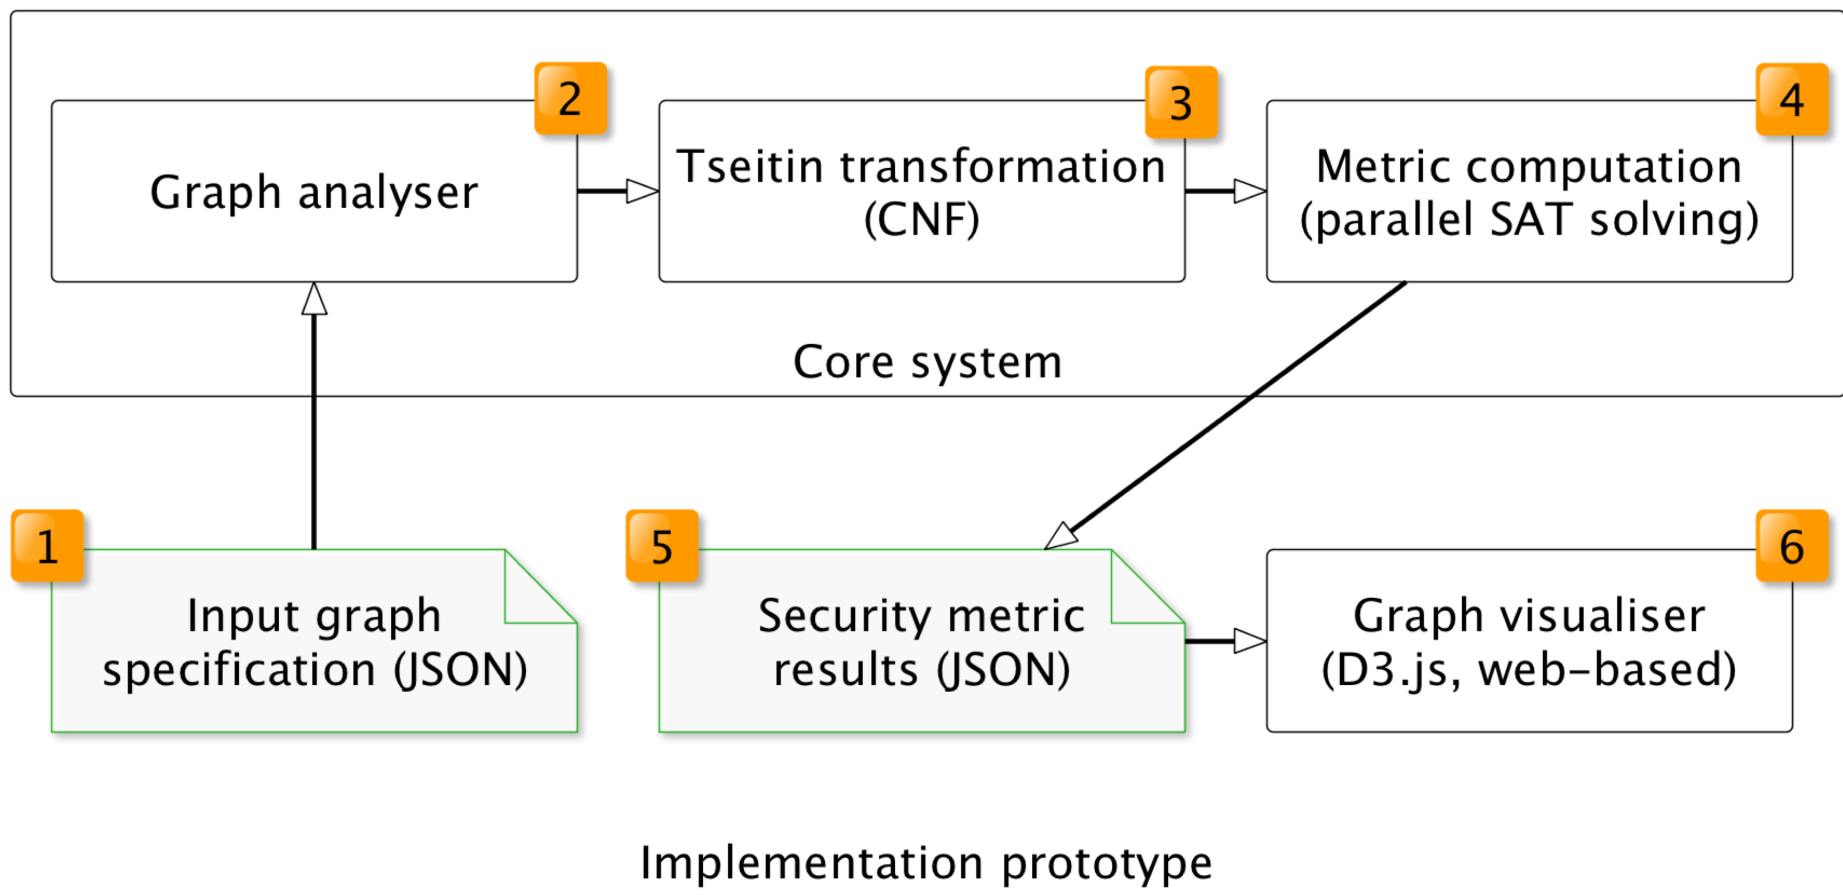 2
Graph analyser
3
Tseitin transformation
(CNF)
4
Metric computation
(parallel SAT solving)
Core system
1
Input graph
specification (JSON)
5
Security metric
results (JSON)
6
Graph visualiser
(D3.js, web-based)
Implementation prototype